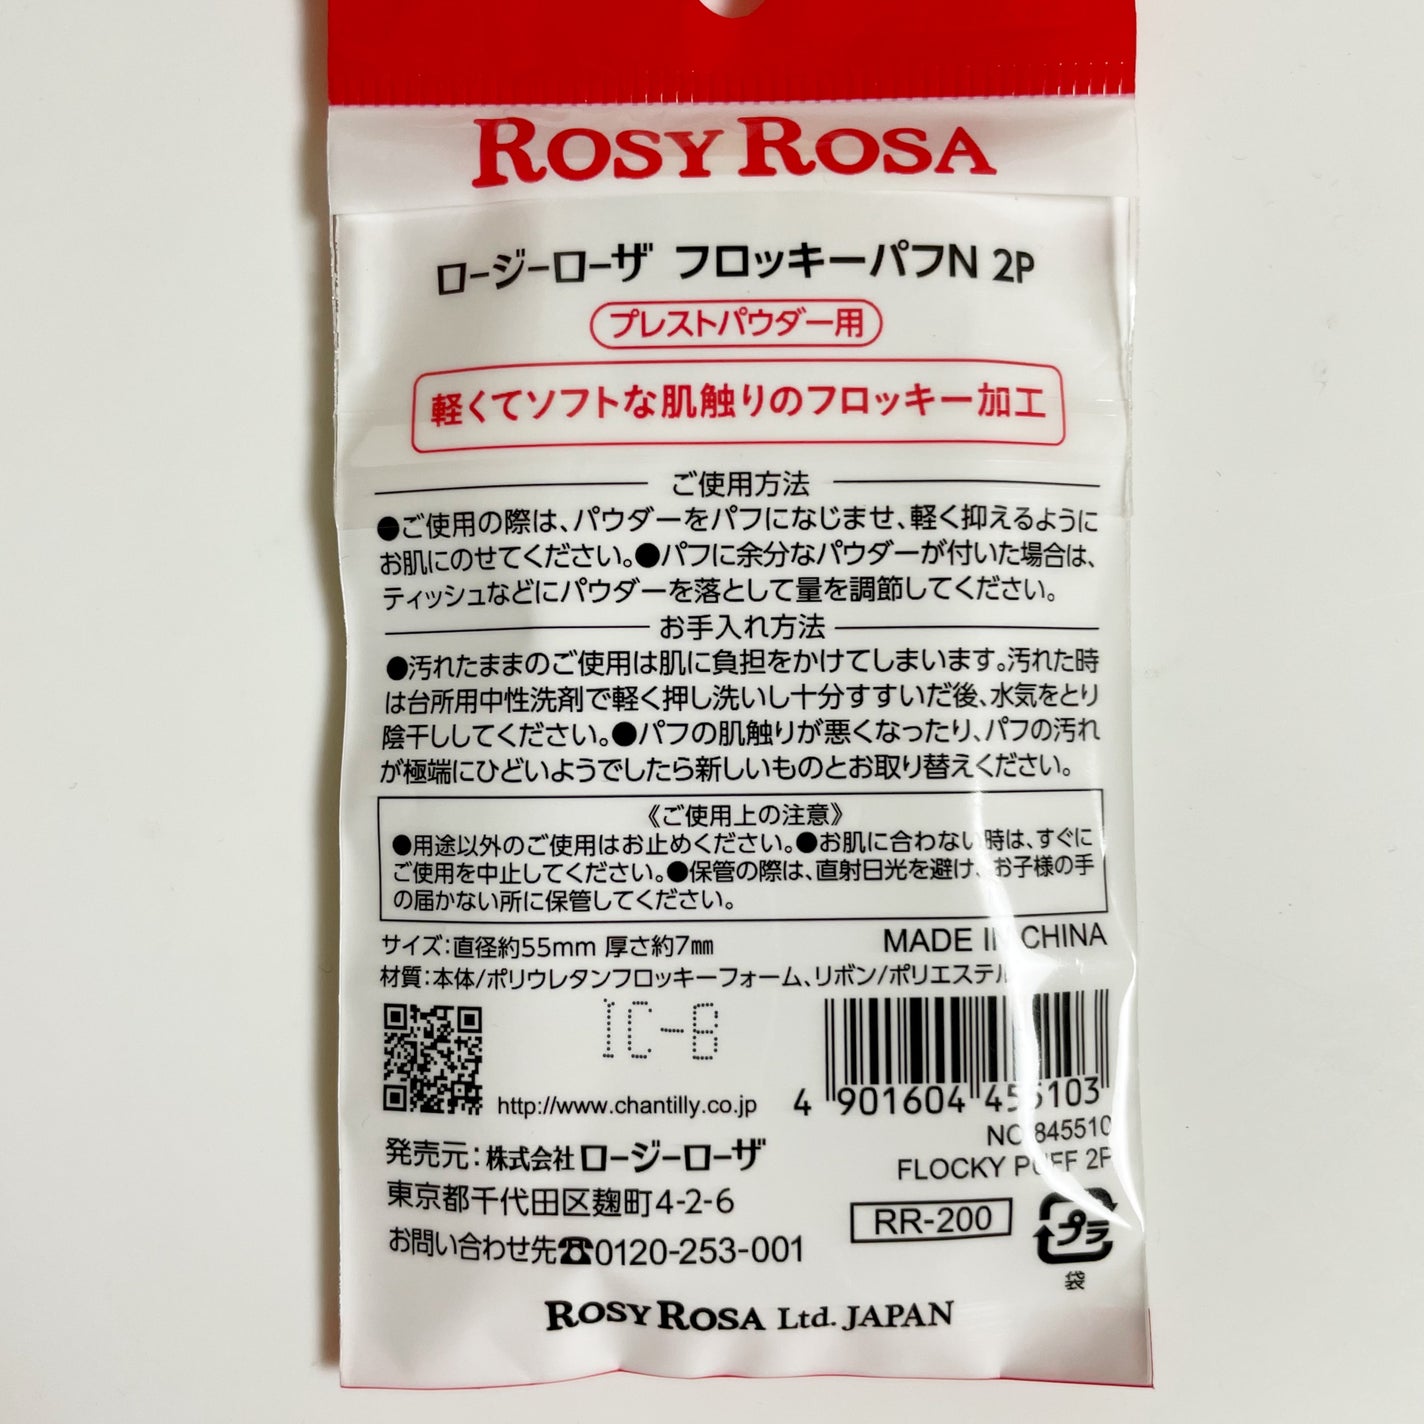 ROSY ROSA
ロージーローザ フロッキーパフN 2P
プレストパウダー用
軽くてソフトな肌触りのフロッキー加工
ご使用方法
●ご使用の際は、パウダーをパフになじませ、軽く抑えるように
お肌にのせてください。●パフに余分なパウダーが付いた場合は、
ティッシュなどにパウダーを落として量を調節してください。
お手入れ方法
●汚れたままのご使用は肌に負担をかけてしまいます。汚れた時
は台所用中性洗剤で軽く押し洗いし十分すすいだ後、水気をとり
陰干ししてください。●パフの肌触りが悪くなったり、パフの汚れ
が極端にひどいようでしたら新しいものとお取り替えください。
《ご使用上の注意》
●用途以外のご使用はお止めください。●お肌に合わない時は、すぐに
ご使用を中止してください。●保管の際は、直射日光を避け、お子様の手
の届かない所に保管してください。
サイズ:直径約55mm 厚さ約7㎜
MADE IN CHINA
材質:本体/ポリウレタンフロッキーフォーム、リボン/ポリエステル
1C-8
http://www.chantilly.co.jp
4 901604 455103
NO.845510
FLOCKY PUFF 2P
発売元:株式会社ロージーローザ
東京都千代田区麹町4-2-6
RR-200
プラ
袋
お問い合わせ先☎0120-253-001
ROSY ROSA Ltd. JAPAN